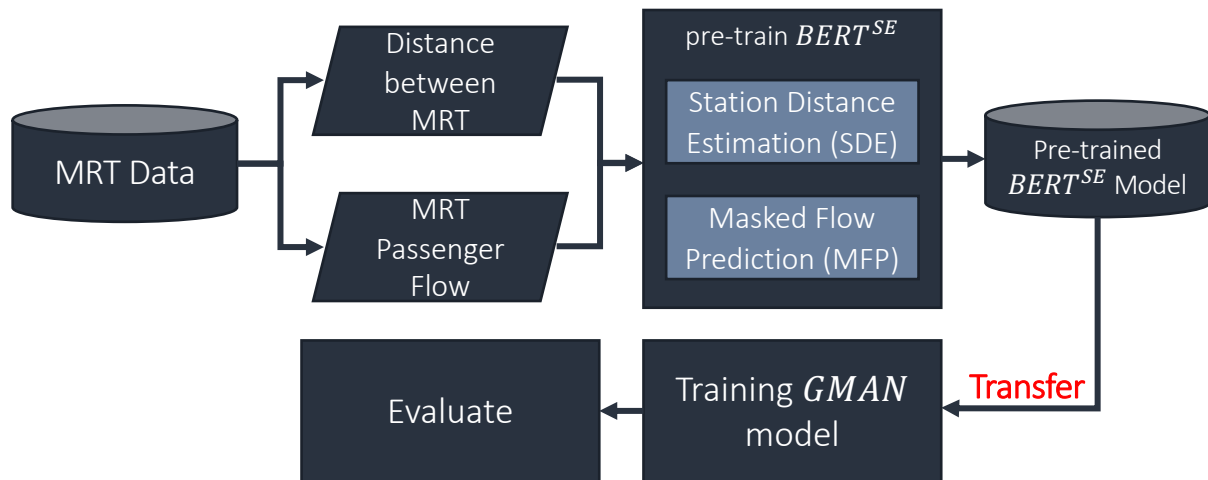 MRT Data
Distance
between
MRT
MRT
Passenger
Flow
pre-train BERT^SE
Station Distance
Estimation (SDE)
Masked Flow
Prediction (MFP)
Pre-trained
BERT^SE Model
Transfer
Training GMAN
model
Evaluate